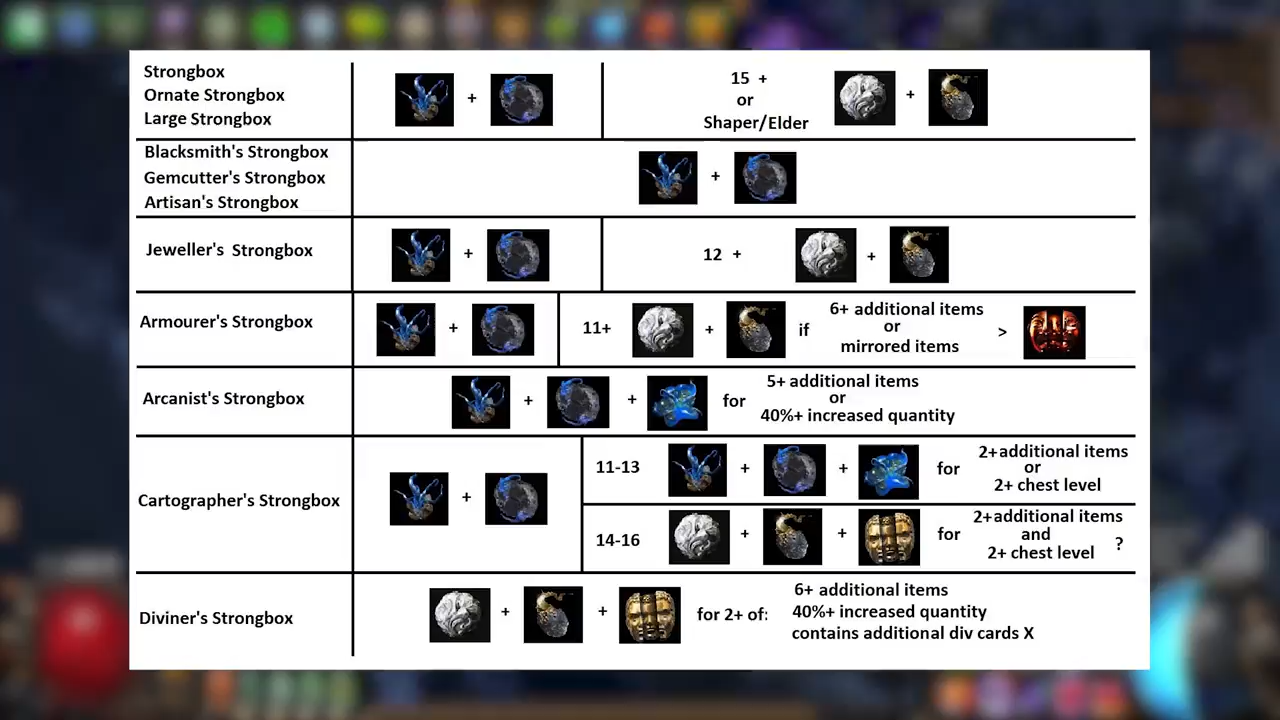 Strongbox
Ornate Strongbox
Large Strongbox
+
15 +
or
Shaper/Elder
+
Blacksmith's Strongbox
Gemcutter's Strongbox
Artisan's Strongbox
+
Jeweller's Strongbox
+
12 +
+
Armourer's Strongbox
+
11+
+
if
6+ additional items
or
mirrored items
>
Arcanist's Strongbox
+
+
for
5+ additional items
or
40%+ increased quantity
Cartographer's Strongbox
+
11-13
+
+
for
2+additional items
or
2+ chest level
14-16
+
+
for
2+additional items
and
2+ chest level
?
Diviner's Strongbox
+
+
for 2+ of:
6+ additional items
40%+ increased quantity
contains additional div cards X